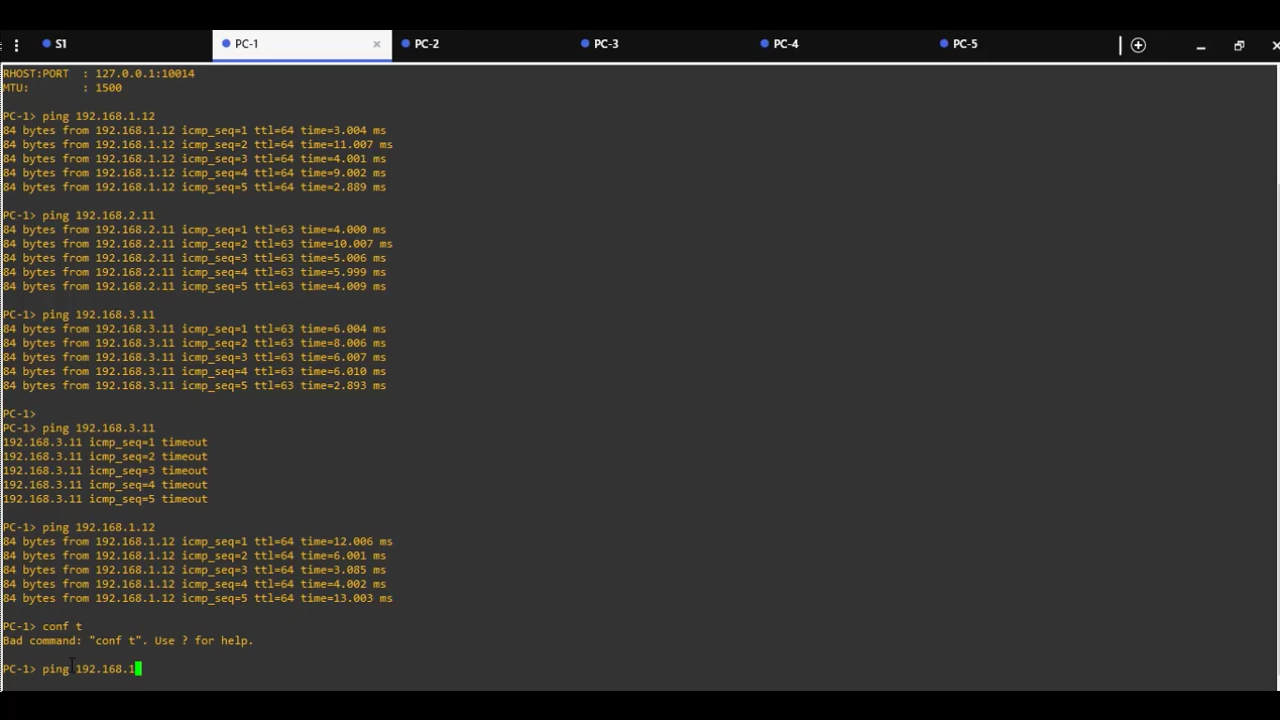 S1 PC-1 × PC-2 PC-3 PC-4 PC-5
RHOST:PORT : 127.0.0.1:10014
MTU: : 1500
PC-1> ping 192.168.1.12
84 bytes from 192.168.1.12 icmp_seq=1 ttl=64 time=3.004 ms
84 bytes from 192.168.1.12 icmp_seq=2 ttl=64 time=11.007 ms
84 bytes from 192.168.1.12 icmp_seq=3 ttl=64 time=4.001 ms
84 bytes from 192.168.1.12 icmp_seq=4 ttl=64 time=9.002 ms
84 bytes from 192.168.1.12 icmp_seq=5 ttl=64 time=2.889 ms
PC-1> ping 192.168.2.11
84 bytes from 192.168.2.11 icmp_seq=1 ttl=63 time=4.000 ms
84 bytes from 192.168.2.11 icmp_seq=2 ttl=63 time=10.007 ms
84 bytes from 192.168.2.11 icmp_seq=3 ttl=63 time=5.006 ms
84 bytes from 192.168.2.11 icmp_seq=4 ttl=63 time=5.999 ms
84 bytes from 192.168.2.11 icmp_seq=5 ttl=63 time=4.009 ms
PC-1> ping 192.168.3.11
84 bytes from 192.168.3.11 icmp_seq=1 ttl=63 time=6.004 ms
84 bytes from 192.168.3.11 icmp_seq=2 ttl=63 time=8.006 ms
84 bytes from 192.168.3.11 icmp_seq=3 ttl=63 time=6.007 ms
84 bytes from 192.168.3.11 icmp_seq=4 ttl=63 time=6.010 ms
84 bytes from 192.168.3.11 icmp_seq=5 ttl=63 time=2.893 ms
PC-1>
PC-1> ping 192.168.3.11
192.168.3.11 icmp_seq=1 timeout
192.168.3.11 icmp_seq=2 timeout
192.168.3.11 icmp_seq=3 timeout
192.168.3.11 icmp_seq=4 timeout
192.168.3.11 icmp_seq=5 timeout
PC-1> ping 192.168.1.12
84 bytes from 192.168.1.12 icmp_seq=1 ttl=64 time=12.006 ms
84 bytes from 192.168.1.12 icmp_seq=2 ttl=64 time=6.001 ms
84 bytes from 192.168.1.12 icmp_seq=3 ttl=64 time=3.085 ms
84 bytes from 192.168.1.12 icmp_seq=4 ttl=64 time=4.002 ms
84 bytes from 192.168.1.12 icmp_seq=5 ttl=64 time=13.003 ms
PC-1> conf t
Bad command: "conf t". Use ? for help.
PC-1> ping 192.168.1